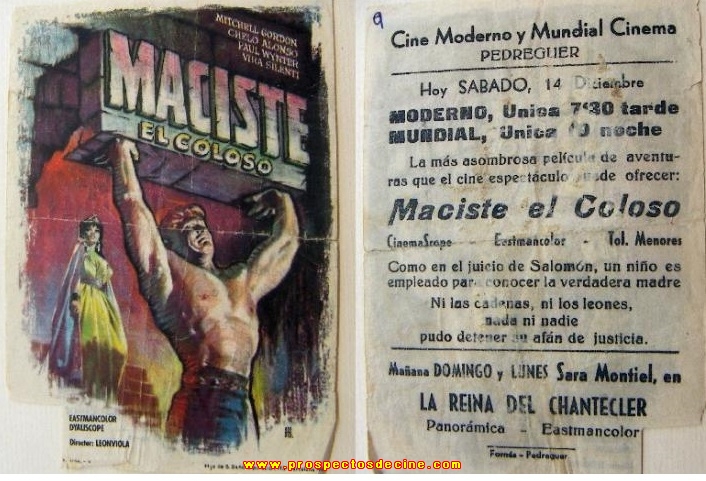 MITCHELL GORDON
CHELO ALONSO
PAUL WYNTER
VIRA SILENTI
MACISTE
EL COLOSO
EASTMANCOLOR
DYALISCOPE
Director: LEONVIOLA
9
Cine Moderno y Mundial Cinema
PEDREGUER
Hoy SABADO, 14 Diciembre
MODERNO, Unica 7'30 tarde
MUNDIAL, Unica 10 noche
La más asombrosa película de aventu-
ras que el cine espectáculo puede ofrecer:
Maciste el Coloso
CinemaScope - Eastmancolor - Tol. Menores
Como en el juicio de Salomón, un niño es
empleado para conocer la verdadera madre
Ni las cadenas, ni los leones,
nada ni nadie
pudo detener su afán de justicia.
Mañana DOMINGO y LUNES Sara Montiel, en
LA REINA DEL CHANTECLER
Panorámica - Eastmancolor
Fornés - Pedreguer
www.prospectosdecine.com